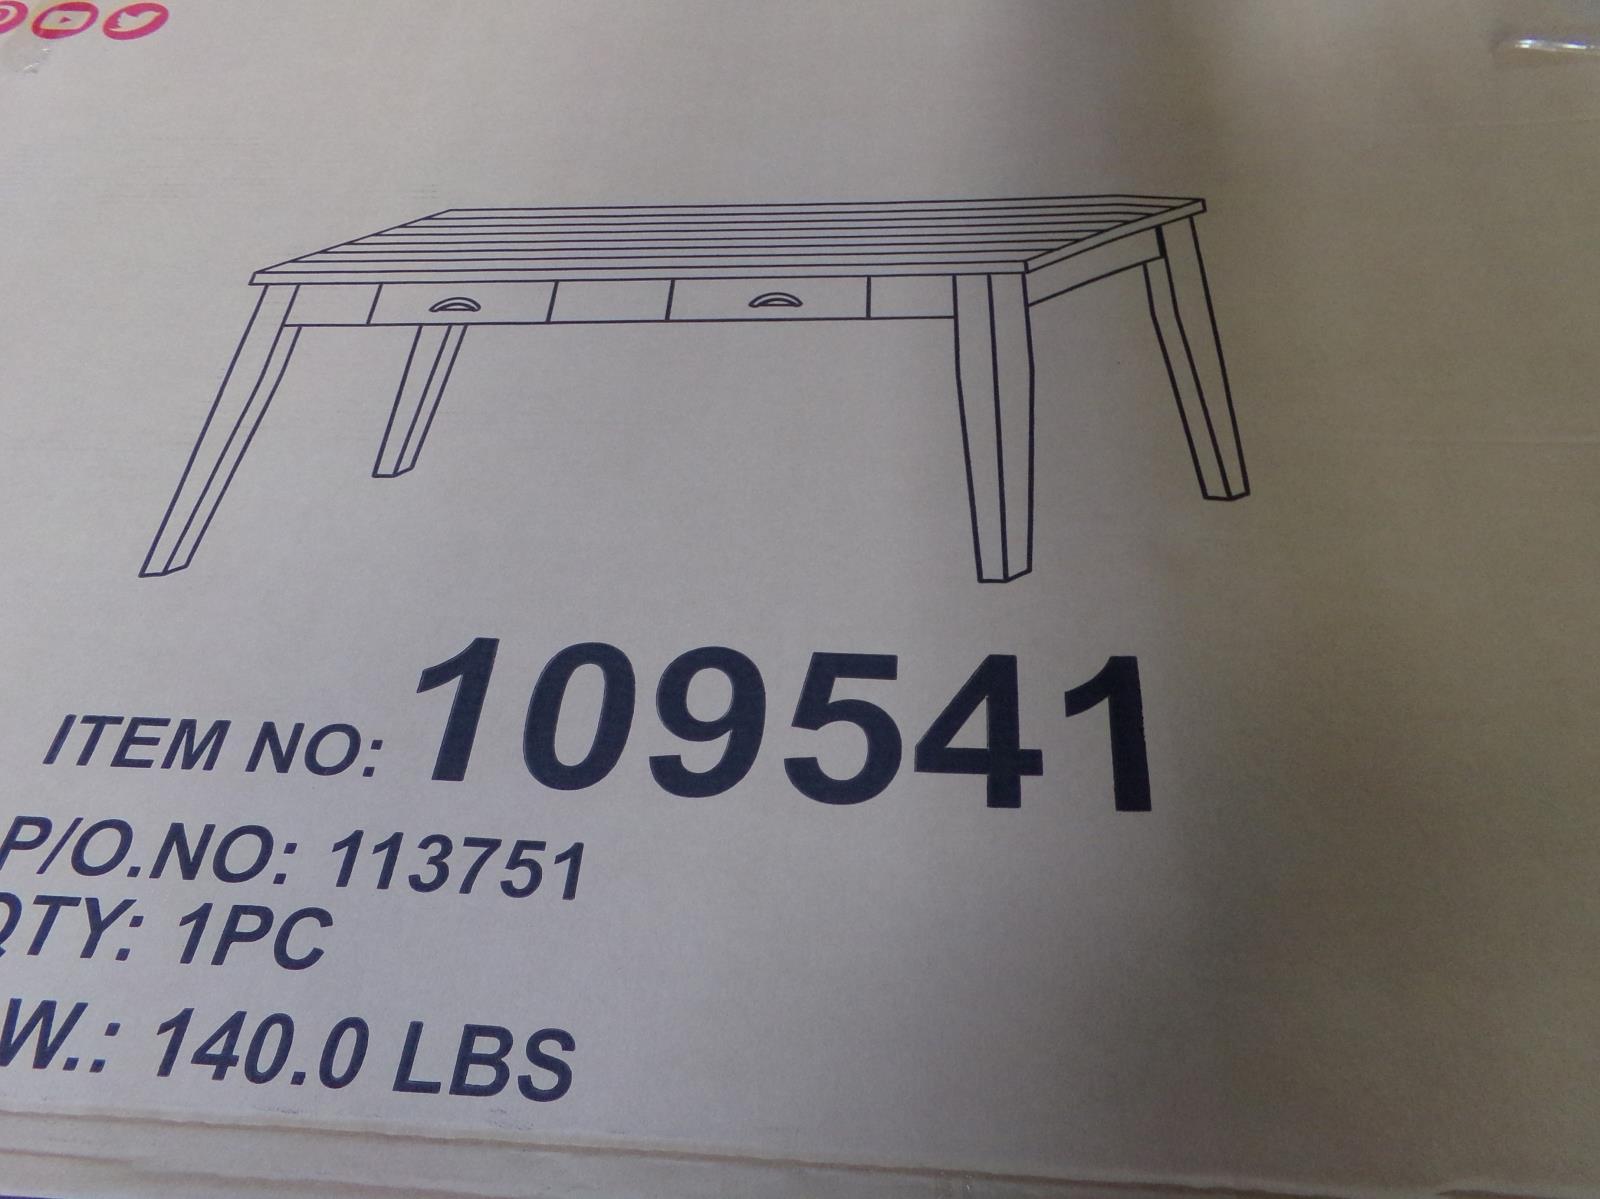 ITEM NO: 109541
P/O.NO: 113751
QTY: 1PC
W.: 140.0 LBS